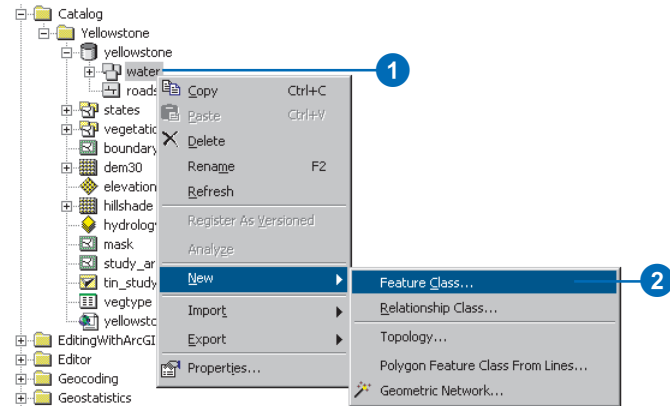 Catalog
Yellowstone
yellowstone
water
1
roads
Copy Ctrl+C
states
Paste Ctrl+V
vegetatic
Delete
boundary
Rename F2
dem30
elevation
Refresh
hillshade
Register As Versioned
hydrology
mask
Analyze
study_ar
New
Feature Class...
2
tin_study
Relationship Class...
vegtype
Import
Topology...
yellowstc
EditingWithArcGI
Export
Polygon Feature Class From Lines...
Editor
Geocoding
Properties...
Geometric Network...
Geostatistics